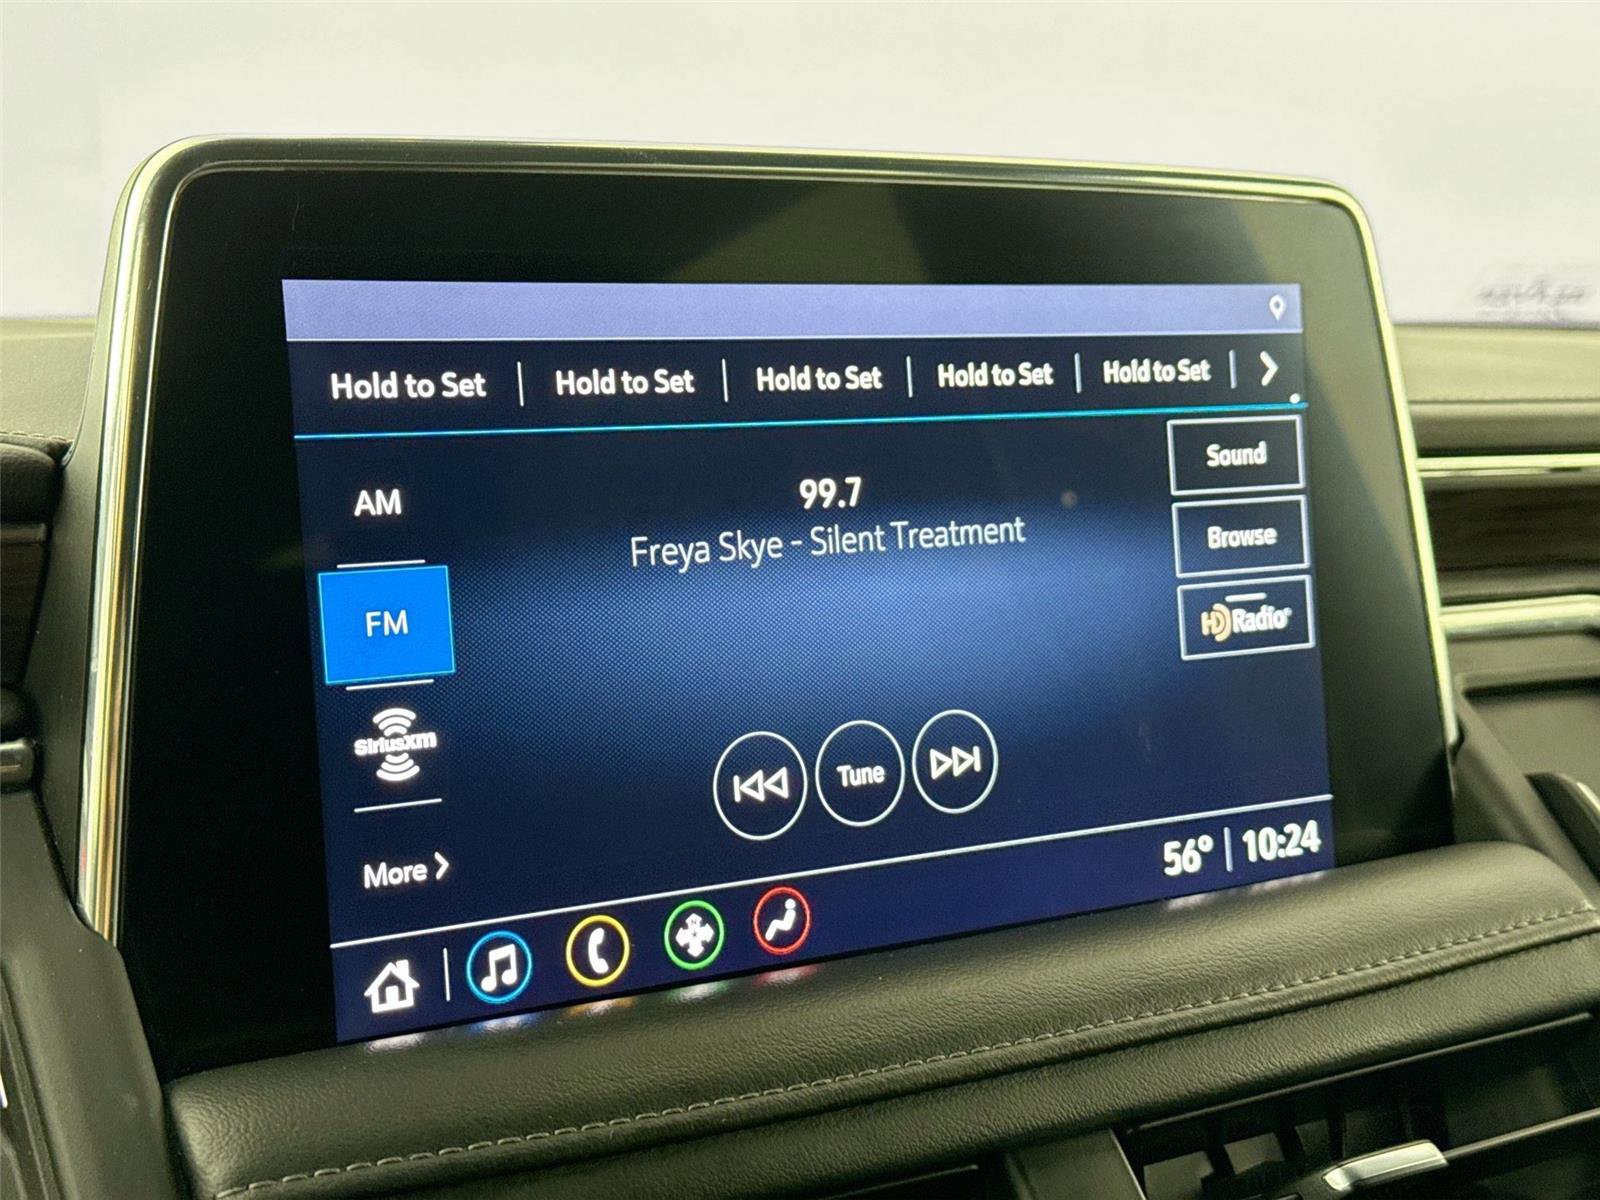 Hold to Set | Hold to Set | Hold to Set | Hold to Set | Hold to Set
AM
99.7
Freya Skye - Silent Treatment
Sound
Browse
FM
HD Radio
SiriusXm
Tune
More
56° | 10:24
N